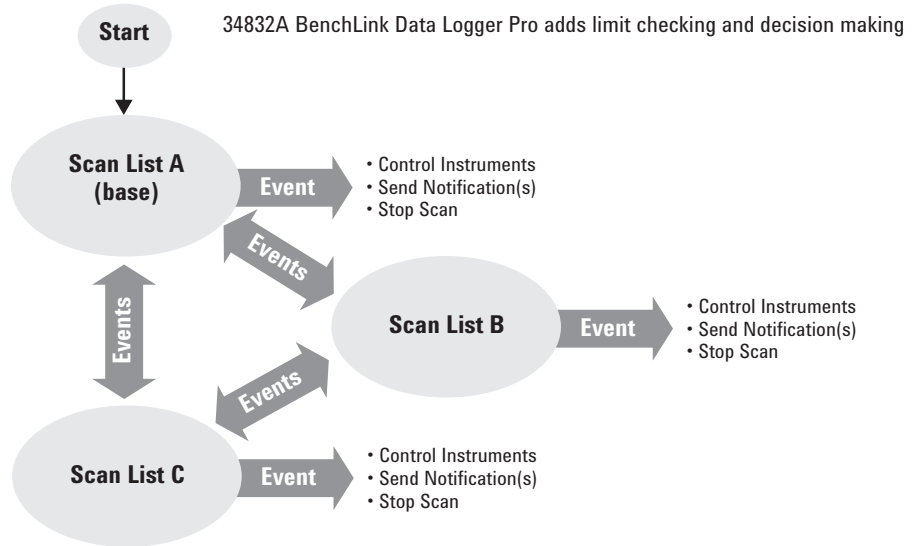 34832A BenchLink Data Logger Pro adds limit checking and decision making
Start
Scan List A
(base)
Event
• Control Instruments
• Send Notification(s)
• Stop Scan
Events
Events
Scan List B
Event
• Control Instruments
• Send Notification(s)
• Stop Scan
Events
Scan List C
Event
• Control Instruments
• Send Notification(s)
• Stop Scan